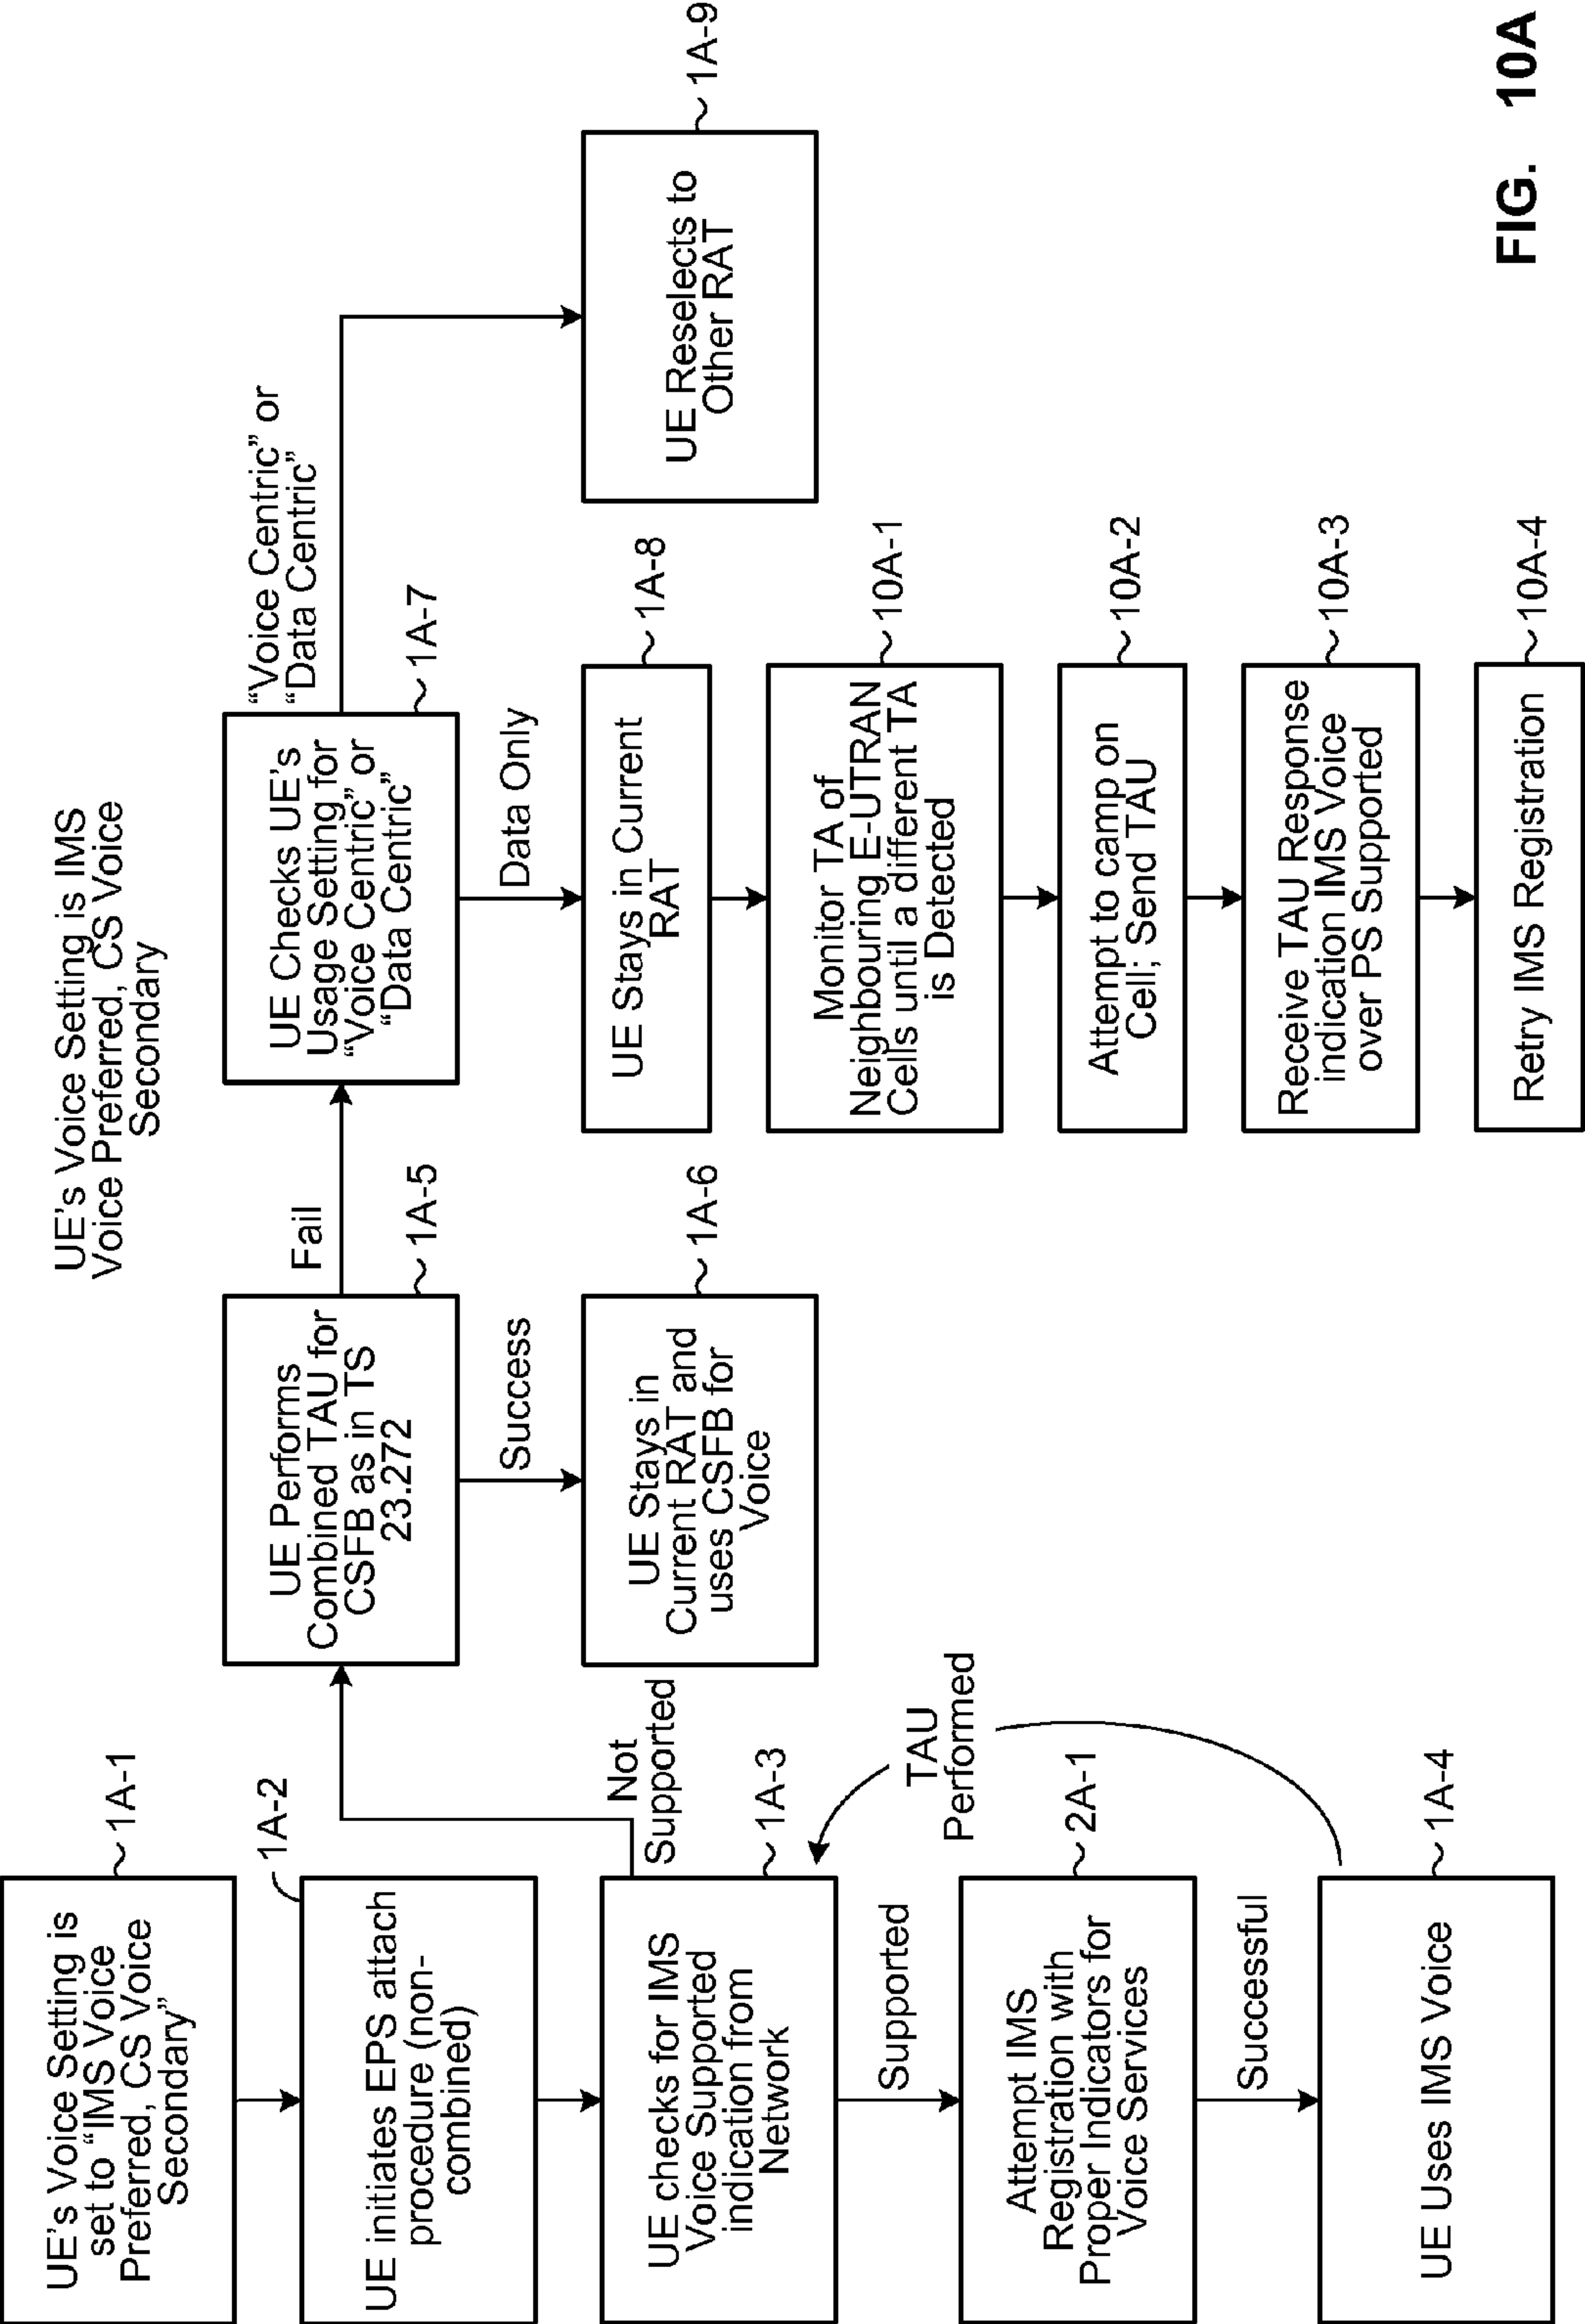 UE's Voice Setting is IMS
Voice Preferred, CS Voice
Secondary
UE's Voice Setting is
set to “IMS Voice
Preferred, CS Voice
Secondary”
1A-1
UE initiates EPS attach
procedure (non-
combined)
1A-2
UE checks for IMS
Voice Supported
indication from
Network
1A-3
Not
Supported
Supported
Attempt IMS
Registration with
Proper Indicators for
Voice Services
2A-1
TAU
Performed
Successful
UE Uses IMS Voice
1A-4
UE Performs
Combined TAU for
CSFB as in TS
23.272
1A-5
Fail
Success
UE Stays in
Current RAT and
uses CSFB for
Voice
1A-6
UE Checks UE's
Usage Setting for
“Voice Centric” or
“Data Centric”
1A-7
“Voice Centric” or
“Data Centric”
Data Only
UE Stays in Current
RAT
1A-8
Monitor TA of
Neighbouring E-UTRAN
Cells until a different TA
is Detected
10A-1
Attempt to camp on
Cell; Send TAU
10A-2
Receive TAU Response
indication IMS Voice
over PS Supported
10A-3
Retry IMS Registration
10A-4
UE Reselects to
Other RAT
1A-9
FIG. 10A